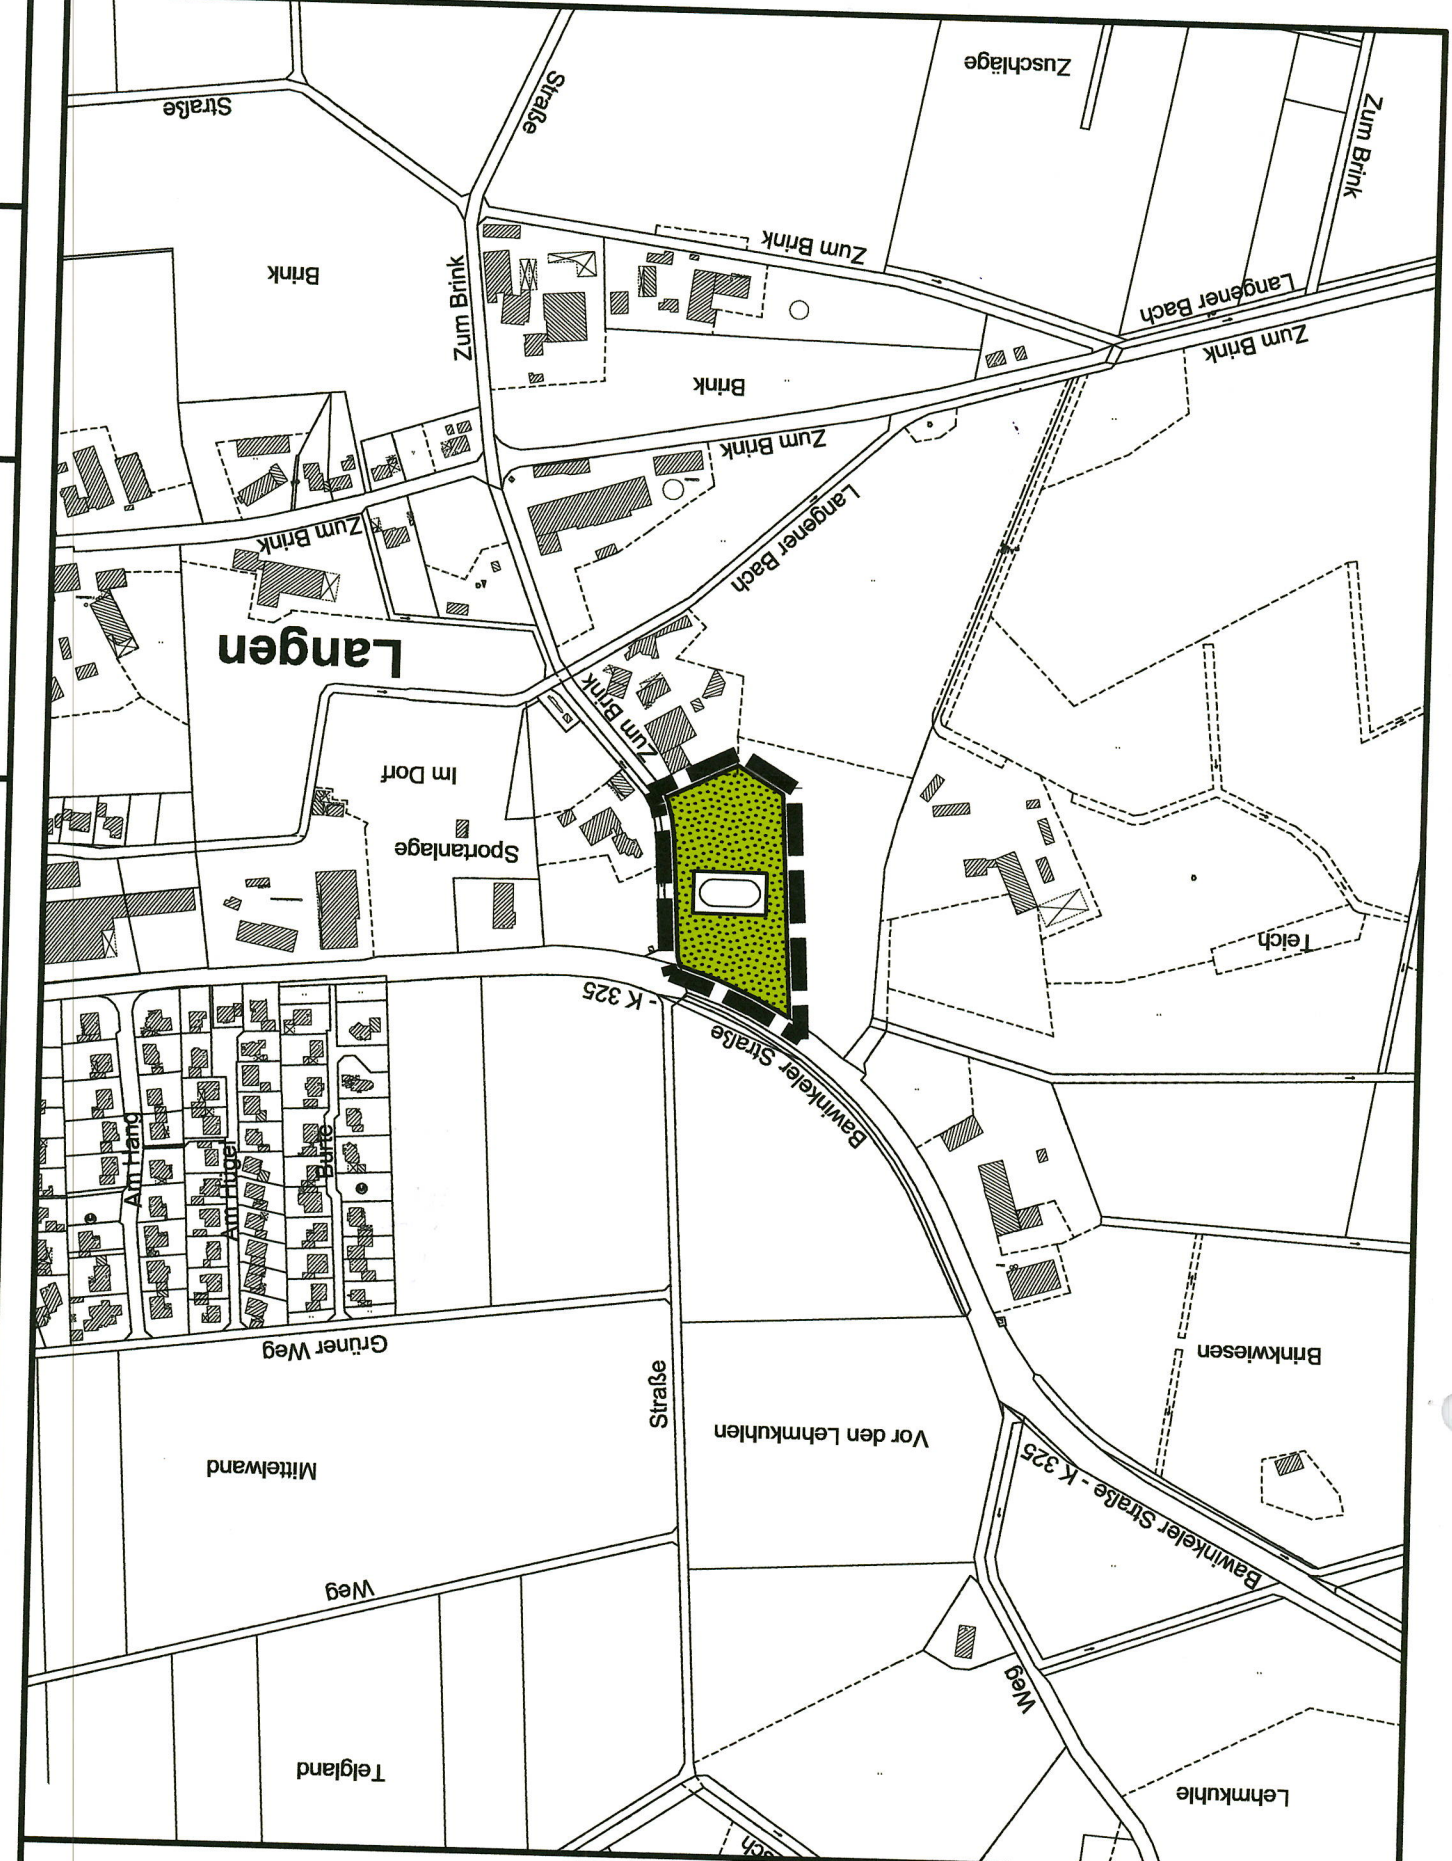 Lehmkuhle
Telgland
Weg
Weg
Bawinkeler Straße - K 325
Mittelwand
Vor den Lehmkuhlen
Straße
Brinkwiesen
Grüner Weg
Am Hang
Am Hügel
Bawinkeler Straße - K 325
Teich
Sportanlage
Im Dorf
Zum Brink
Langen
Langener Bach
Zum Brink
Zum Brink
Brink
Zum Brink
Langener Bach
Zum Brink
Brink
Zum Brink
Zum Brink
Straße
Straße
Zuschläge